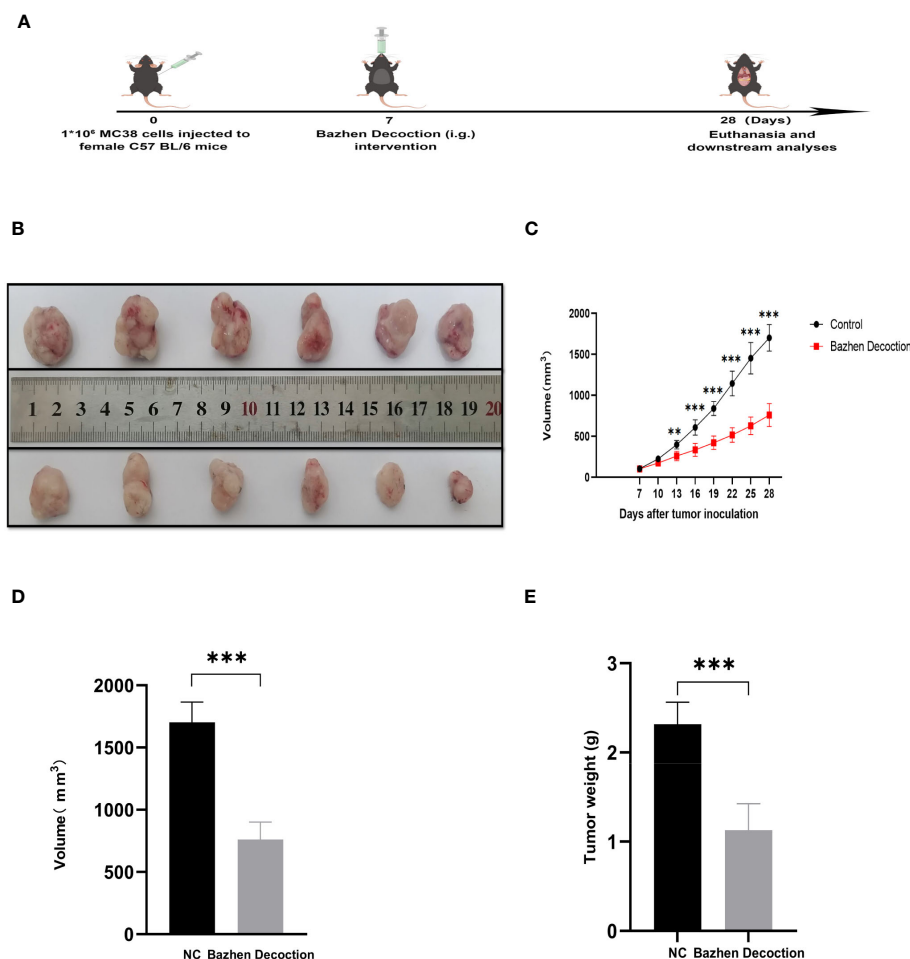 A
0
7
28 (Days)
1*10⁶ MC38 cells injected to
female C57 BL/6 mice
Bazhen Decoction (i.g.)
intervention
Euthanasia and
downstream analyses
B
1 2 3 4 5 6 7 8 9 10 11 12 13 14 15 16 17 18 19 20
C
2000
1500
1000
500
0
Volume(mm³)
** *** *** *** *** ***
7 10 13 16 19 22 25 28
Days after tumor inoculation
Control
Bazhen Decoction
D
***
2000
1500
1000
500
0
Volume( mm³)
NC Bazhen Decoction
E
***
3
2
1
0
Tumor weight (g)
NC Bazhen Decoction